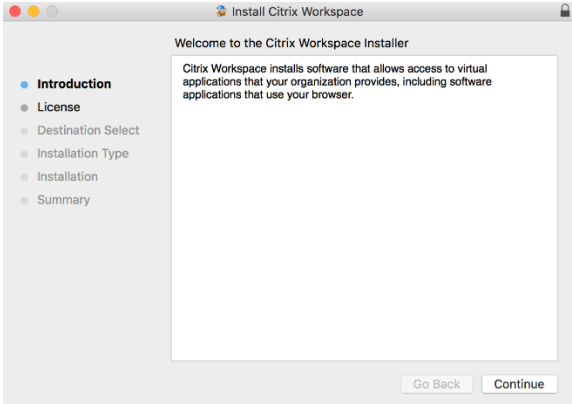 Install Citrix Workspace
Welcome to the Citrix Workspace Installer
Introduction
License
Destination Select
Installation Type
Installation
Summary
Citrix Workspace installs software that allows access to virtual
applications that your organization provides, including software
applications that use your browser.
Go Back
Continue